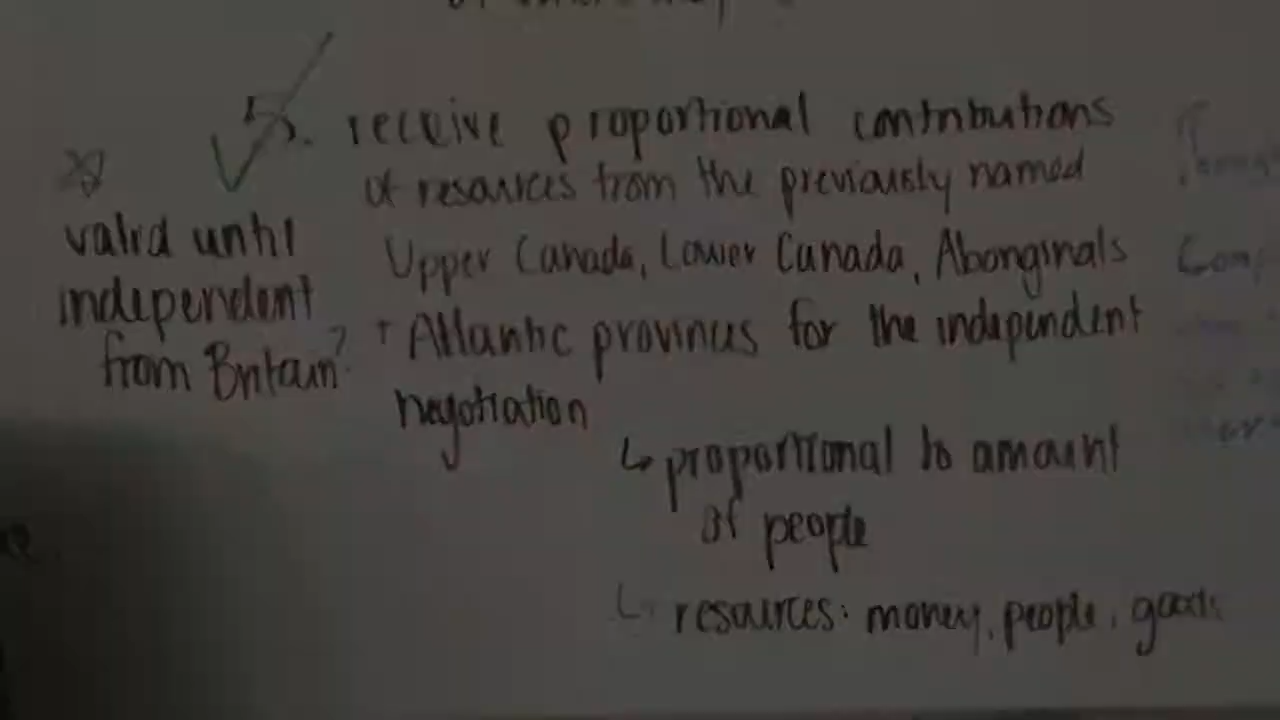 5. receive proportional contributions
of resources from the previously named
Upper Canada, Lower Canada, Aboriginals
+ Atlantic provinces for the independent
negotiation
↳ proportional to amount
of people
↳ resources: money, people, goods
valid until
independent
from Britain?